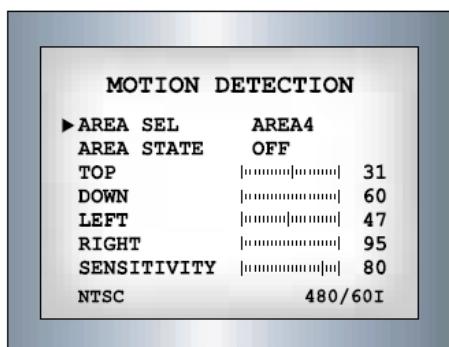 MOTION DETECTION
▶AREA SEL AREA4
AREA STATE OFF
TOP 31
DOWN 60
LEFT 47
RIGHT 95
SENSITIVITY 80
NTSC 480/60I